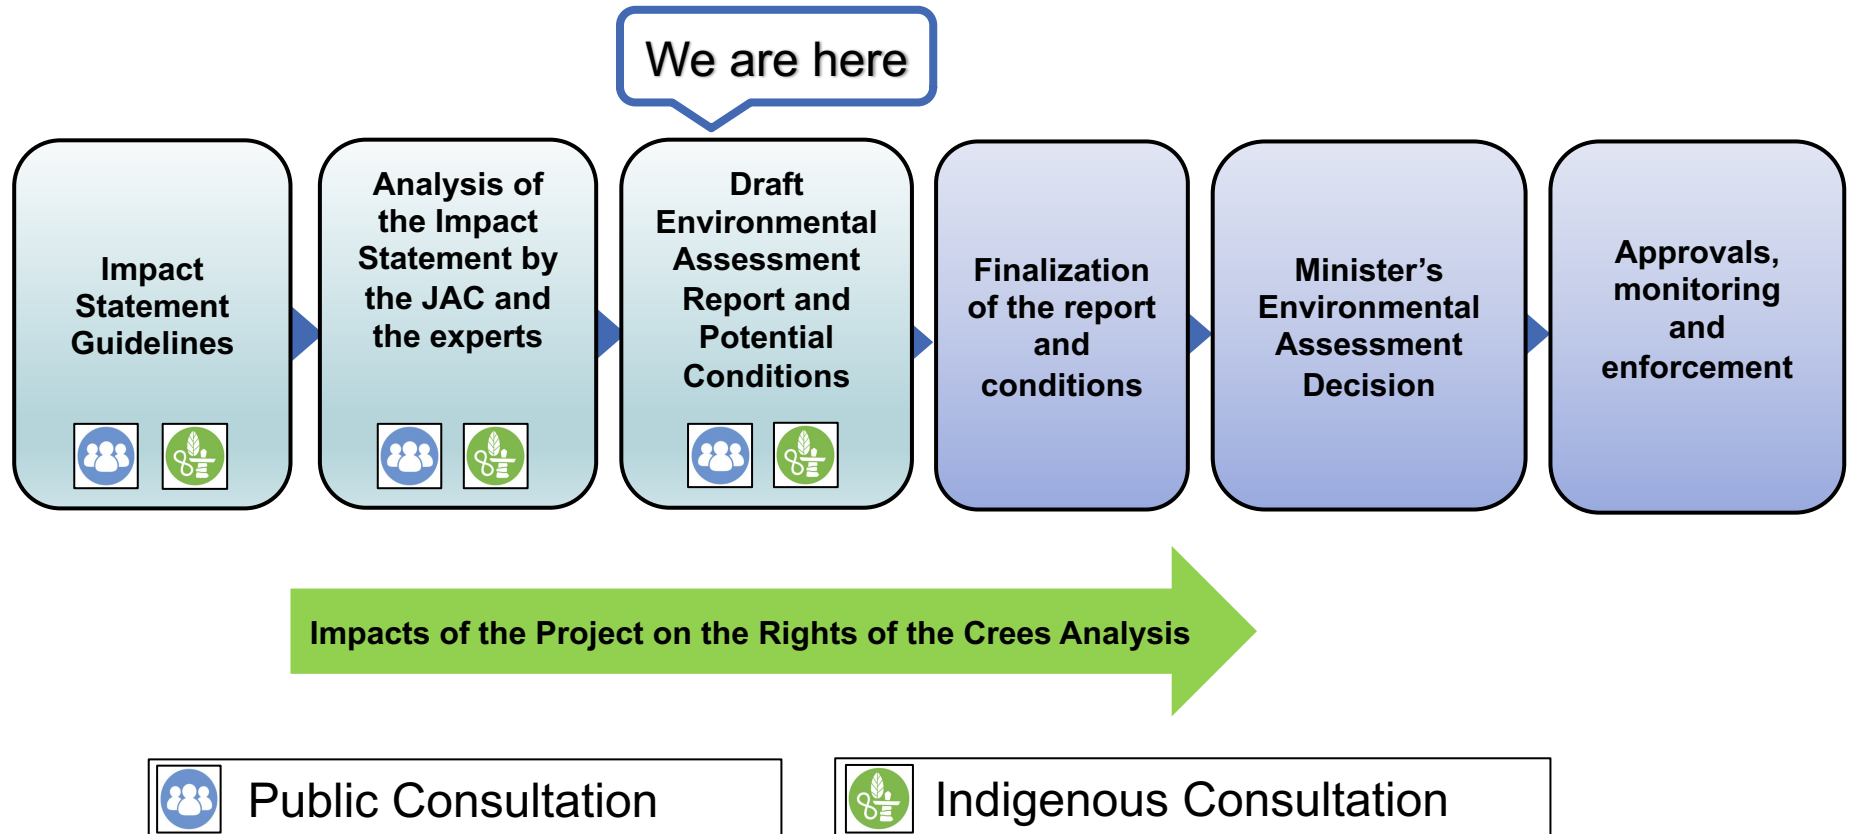 We are here
Impact
Statement
Guidelines
Analysis of
the Impact
Statement by
the JAC and
the experts
Draft
Environmental
Assessment
Report and
Potential
Conditions
Finalization
of the report
and
conditions
Minister’s
Environmental
Assessment
Decision
Approvals,
monitoring
and
enforcement
Impacts of the Project on the Rights of the Crees Analysis
Public Consultation
Indigenous Consultation